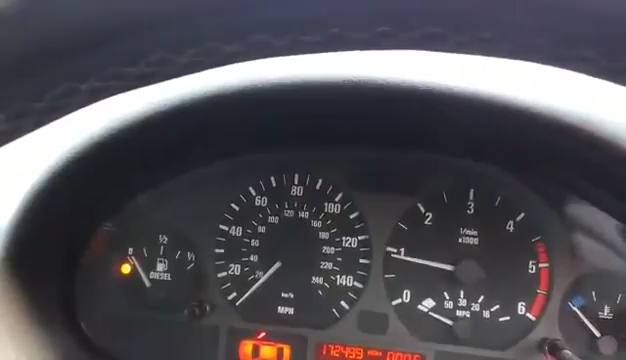 0 1/2 1/1
DIESEL
20 40 60 80 100 120 140
20 40 60 80 100 120 140 160 180 200 220 240
km/h
MPH
0 1 2 3 4 5 6
1/min
x1000
50 30 20 16
MPG
172499